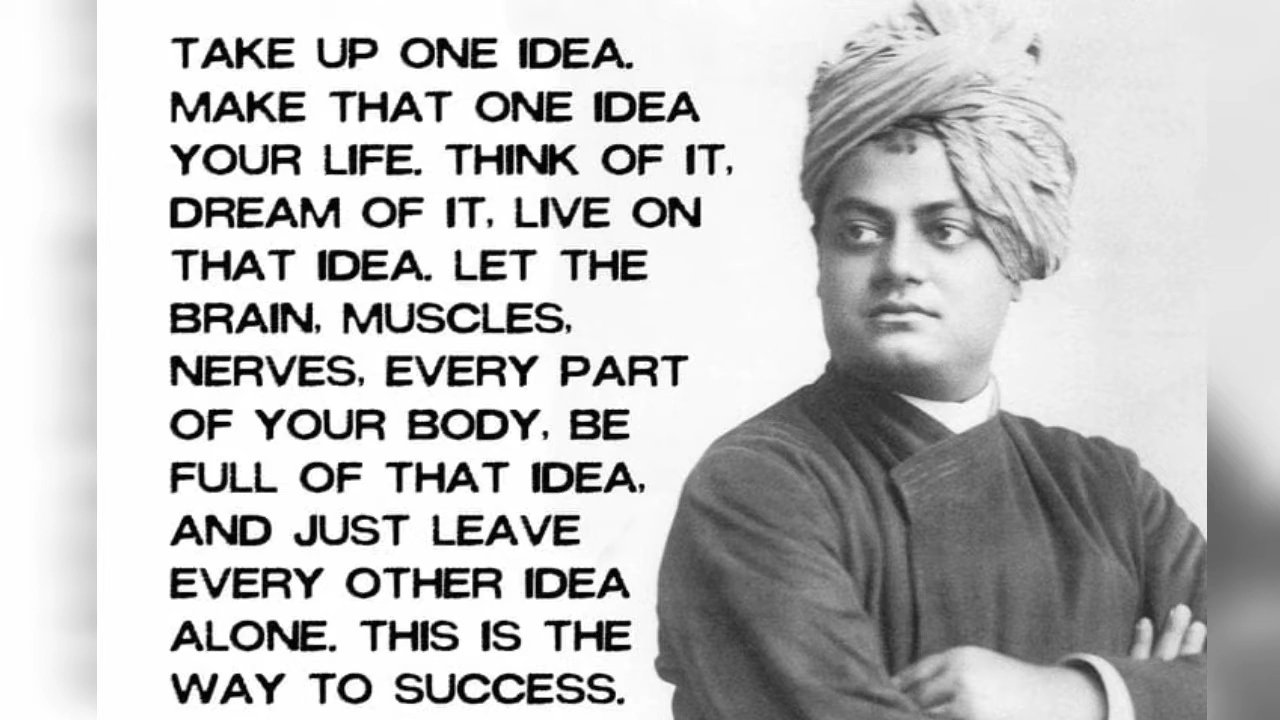 TAKE UP ONE IDEA.
MAKE THAT ONE IDEA
YOUR LIFE. THINK OF IT,
DREAM OF IT, LIVE ON
THAT IDEA. LET THE
BRAIN, MUSCLES,
NERVES, EVERY PART
OF YOUR BODY, BE
FULL OF THAT IDEA,
AND JUST LEAVE
EVERY OTHER IDEA
ALONE. THIS IS THE
WAY TO SUCCESS.